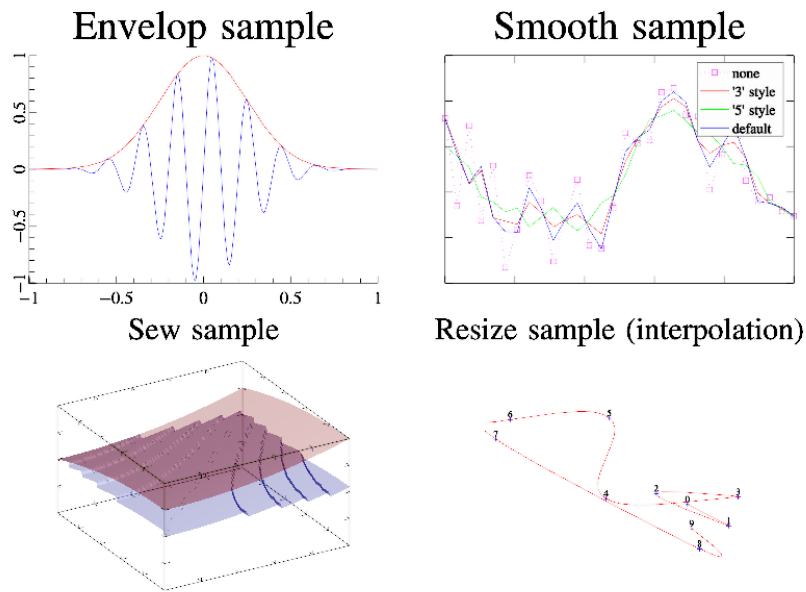 Envelop sample
Smooth sample
1
0.5
0
−0.5
−1
−1
−0.5
0
0.5
1
none
'3' style
'5' style
default
Sew sample
Resize sample (interpolation)
6
5
7
4
2
3
0
1
9
8